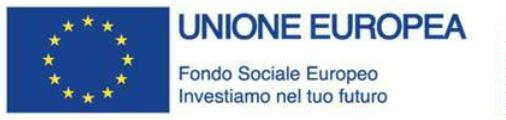 UNIONE EUROPEA
Fondo Sociale Europeo
Investiamo nel tuo futuro